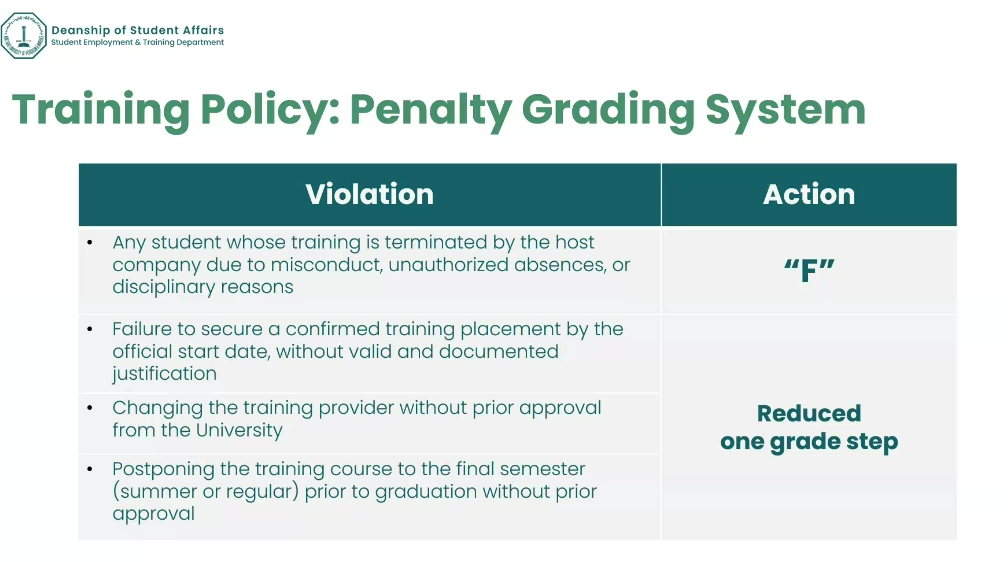 Deanship of Student Affairs
Student Employment & Training Department
Training Policy: Penalty Grading System
Violation
Action
• Any student whose training is terminated by the host
company due to misconduct, unauthorized absences, or
disciplinary reasons
“F”
• Failure to secure a confirmed training placement by the
official start date, without valid and documented
justification
• Changing the training provider without prior approval
from the University
• Postponing the training course to the final semester
(summer or regular) prior to graduation without prior
approval
Reduced
one grade step